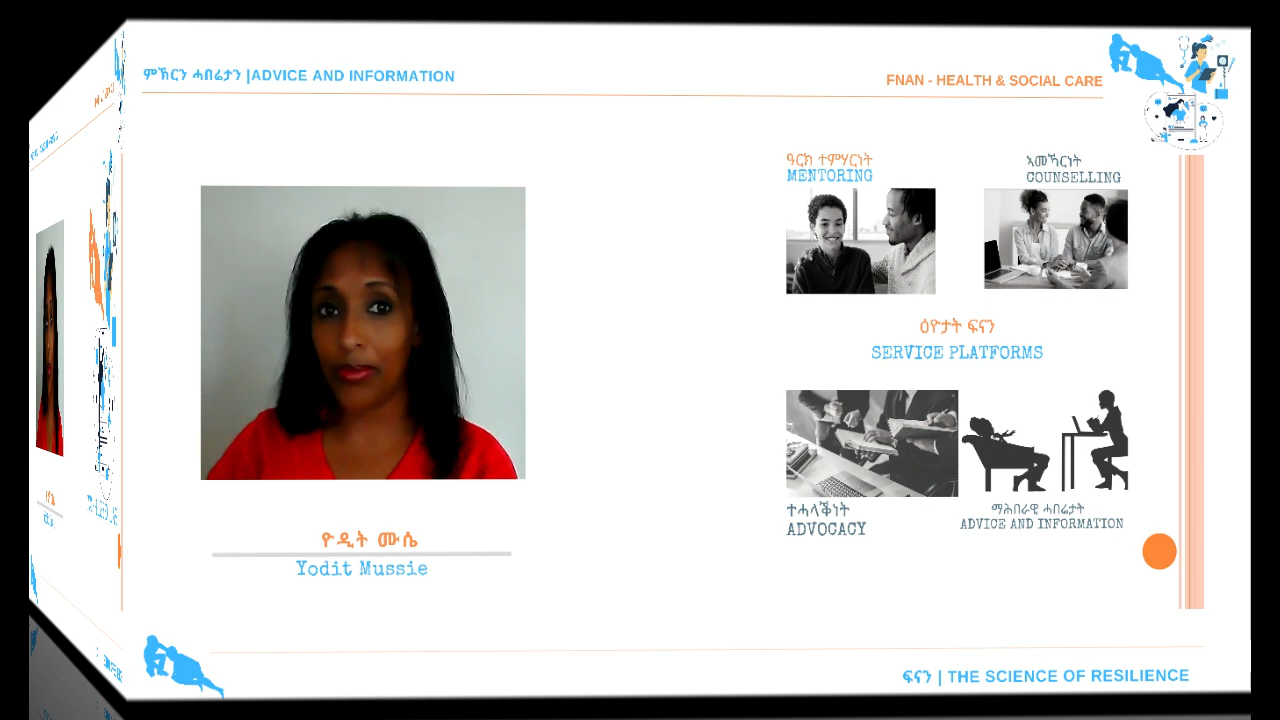 ምኽርን ሓበሬታን |ADVICE AND INFORMATION
FNAN - HEALTH & SOCIAL CARE
ዓርክ ተምሃርነት
MENTORING
ኣመኻርነት
COUNSELLING
ዕዮታት ፍናን
SERVICE PLATFORMS
ተሓላቕነት
ADVOCACY
ማሕበራዊ ሓበሬታት
ADVICE AND INFORMATION
ዮዲት ሙሴ
Yodit Mussie
ፍናን | THE SCIENCE OF RESILIENCE